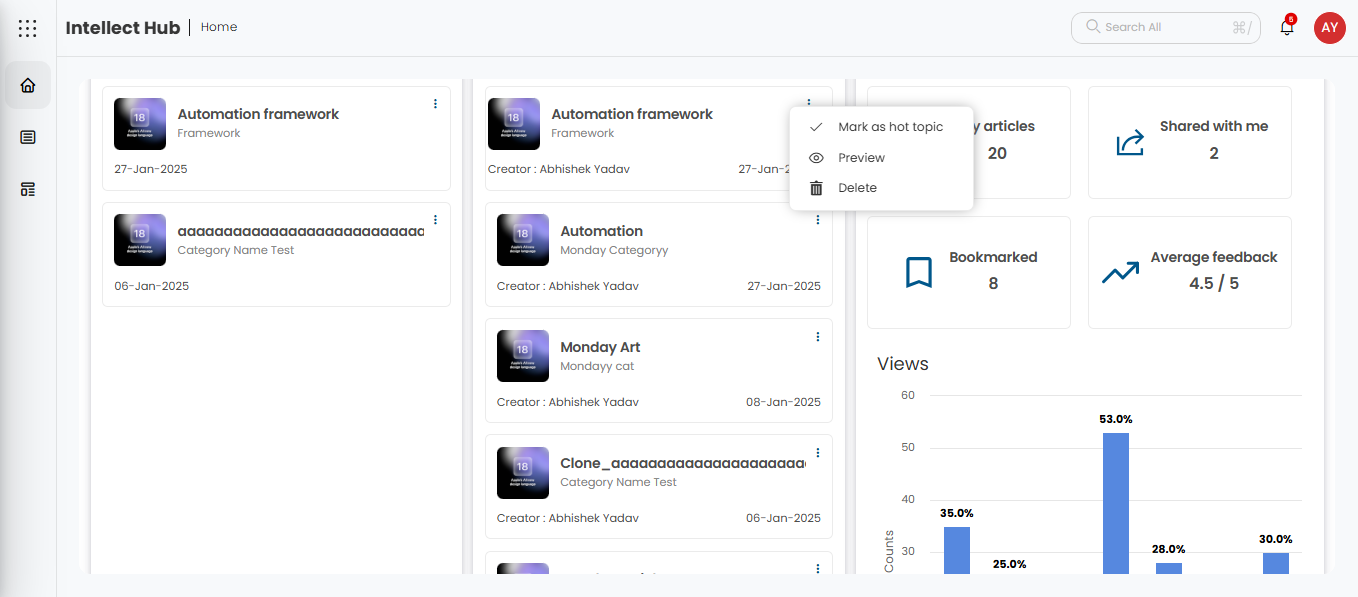 Intellect Hub
Home
Search All
⌘/
5
AY
18
Automation framework
Framework
27-Jan-2025
18
aaaaaaaaaaaaaaaaaaaaaaaaaaa
Category Name Test
06-Jan-2025
18
Automation framework
Framework
Creator : Abhishek Yadav
27-Jan-2
Mark as hot topic
Preview
Delete
18
Automation
Monday Categoryy
Creator : Abhishek Yadav
27-Jan-2025
18
Monday Art
Mondayy cat
Creator : Abhishek Yadav
08-Jan-2025
18
Clone_aaaaaaaaaaaaaaaaaaaaa
Category Name Test
Creator : Abhishek Yadav
06-Jan-2025
y articles
20
Shared with me
2
Bookmarked
8
Average feedback
4.5 / 5
Views
60
50
40
30
Counts
35.0%
25.0%
53.0%
28.0%
30.0%